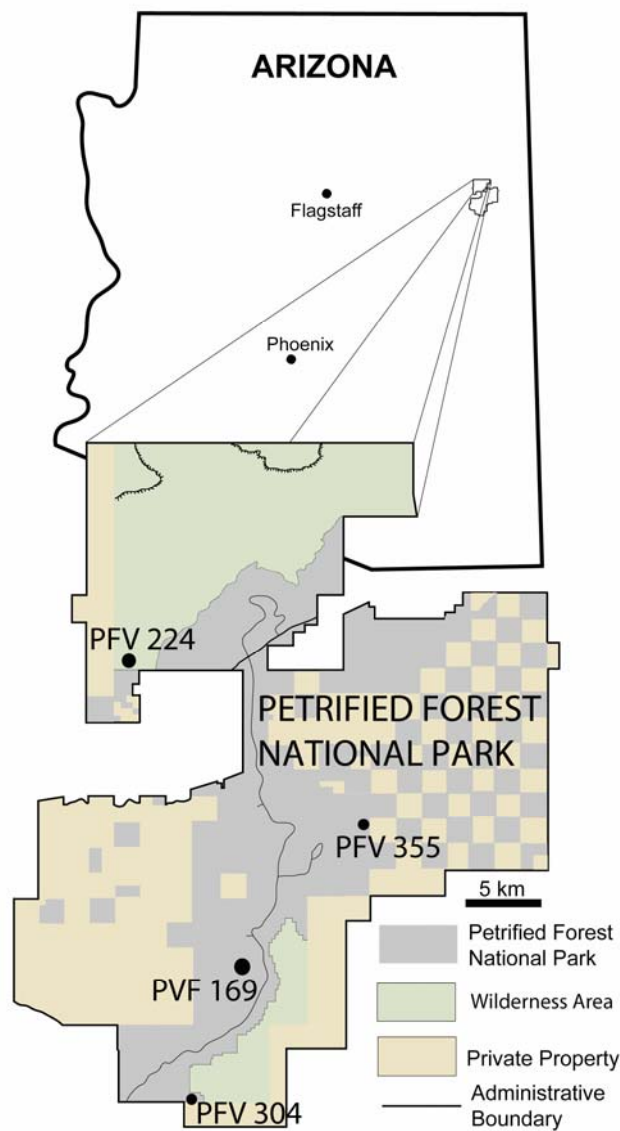 ARIZONA
Flagstaff
Phoenix
PFV 224
PETRIFIED FOREST
NATIONAL PARK
PFV 355
5 km
PVF 169
PFV 304
Petrified Forest
National Park
Wilderness Area
Private Property
Administrative
Boundary